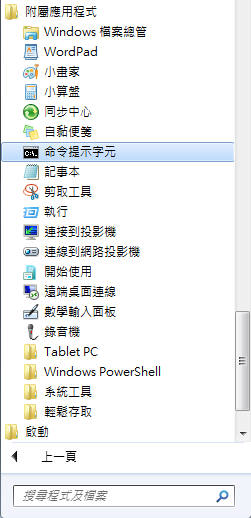 附屬應用程式
Windows 檔案總管
WordPad
小畫家
小算盤
同步中心
自黏便箋
命令提示字元
記事本
剪取工具
執行
連接到投影機
連線到網路投影機
開始使用
遠端桌面連線
數學輸入面板
錄音機
Tablet PC
Windows PowerShell
系統工具
輕鬆存取
啟動
上一頁
搜尋程式及檔案